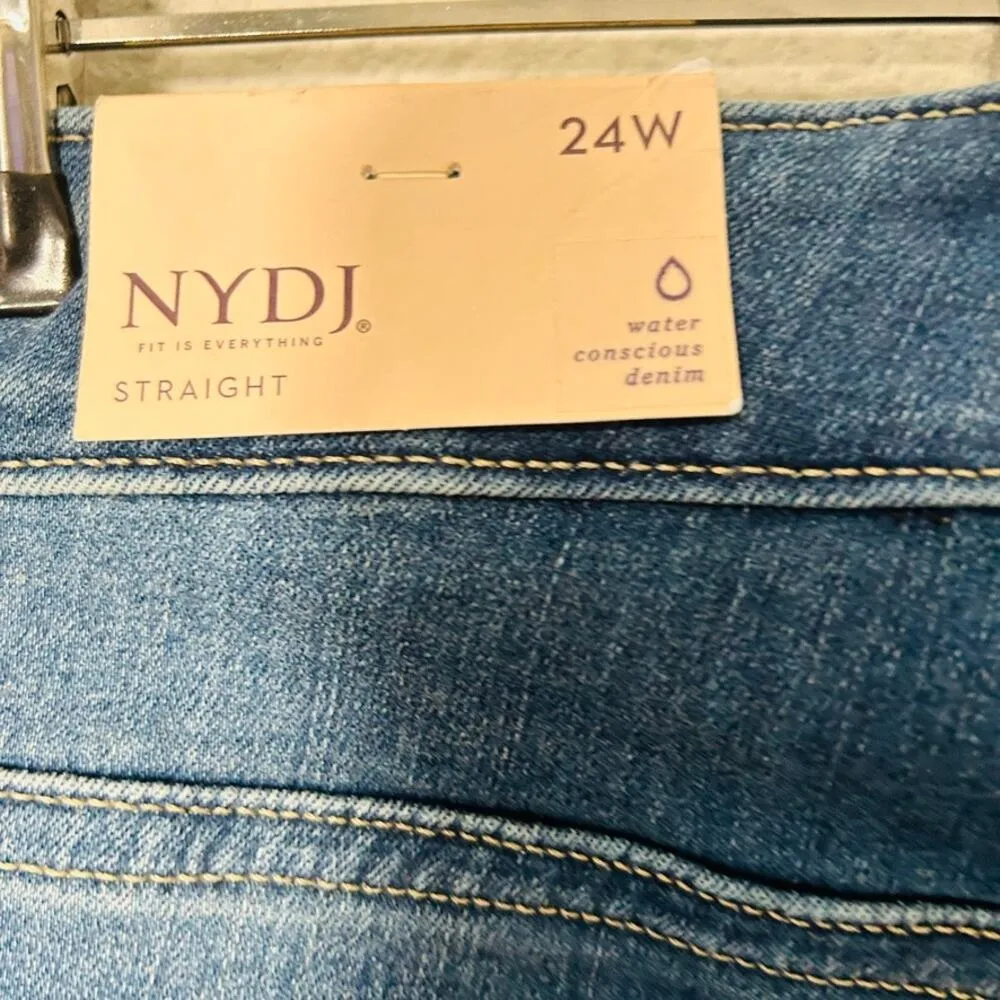 24W
NYDJ®
FIT IS EVERYTHING
STRAIGHT
water
conscious
denim